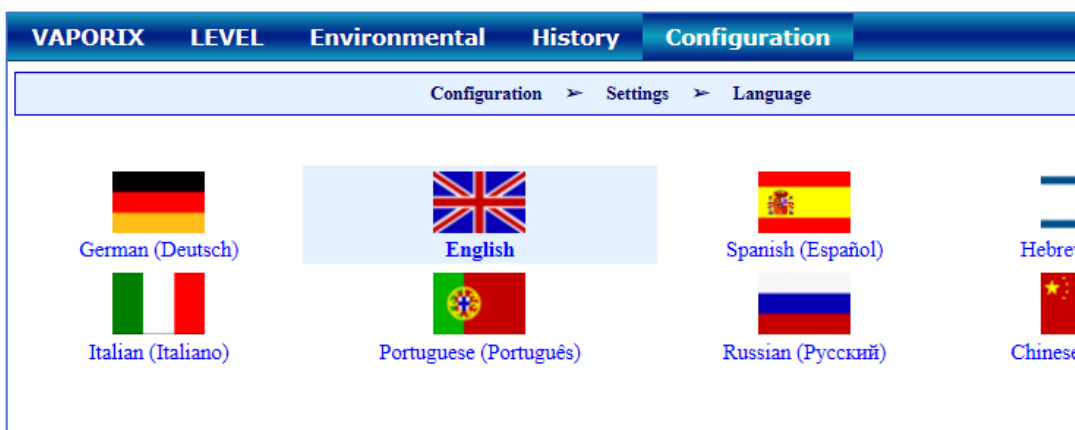 VAPORIX LEVEL Environmental History Configuration
Configuration ➢ Settings ➢ Language
German (Deutsch) English Spanish (Español)
Italian (Italiano) Portuguese (Português) Russian (Русский) Chinese